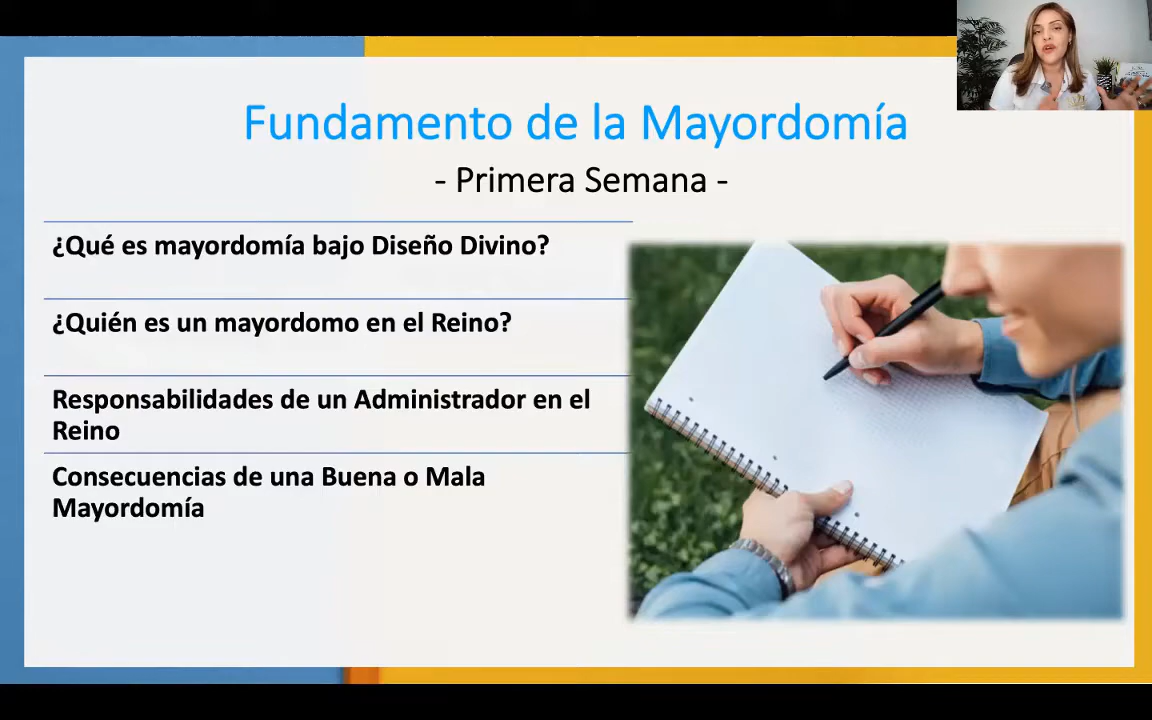 Fundamento de la Mayordomía
- Primera Semana -
¿Qué es mayordomía bajo Diseño Divino?
¿Quién es un mayordomo en el Reino?
Responsabilidades de un Administrador en el
Reino
Consecuencias de una Buena o Mala
Mayordomía